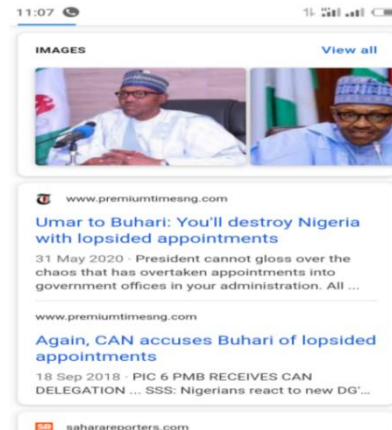 11:07
IMAGES View all
www.premiumtimesng.com
Umar to Buhari: You'll destroy Nigeria
with lopsided appointments
31 May 2020 · President cannot gloss over the
chaos that has overtaken appointments into
government offices in your administration. All ...
www.premiumtimesng.com
Again, CAN accuses Buhari of lopsided
appointments
18 Sep 2018 · PIC 6 PMB RECEIVES CAN
DELEGATION ... SSS: Nigerians react to new DG'...
SR saharareporters.com